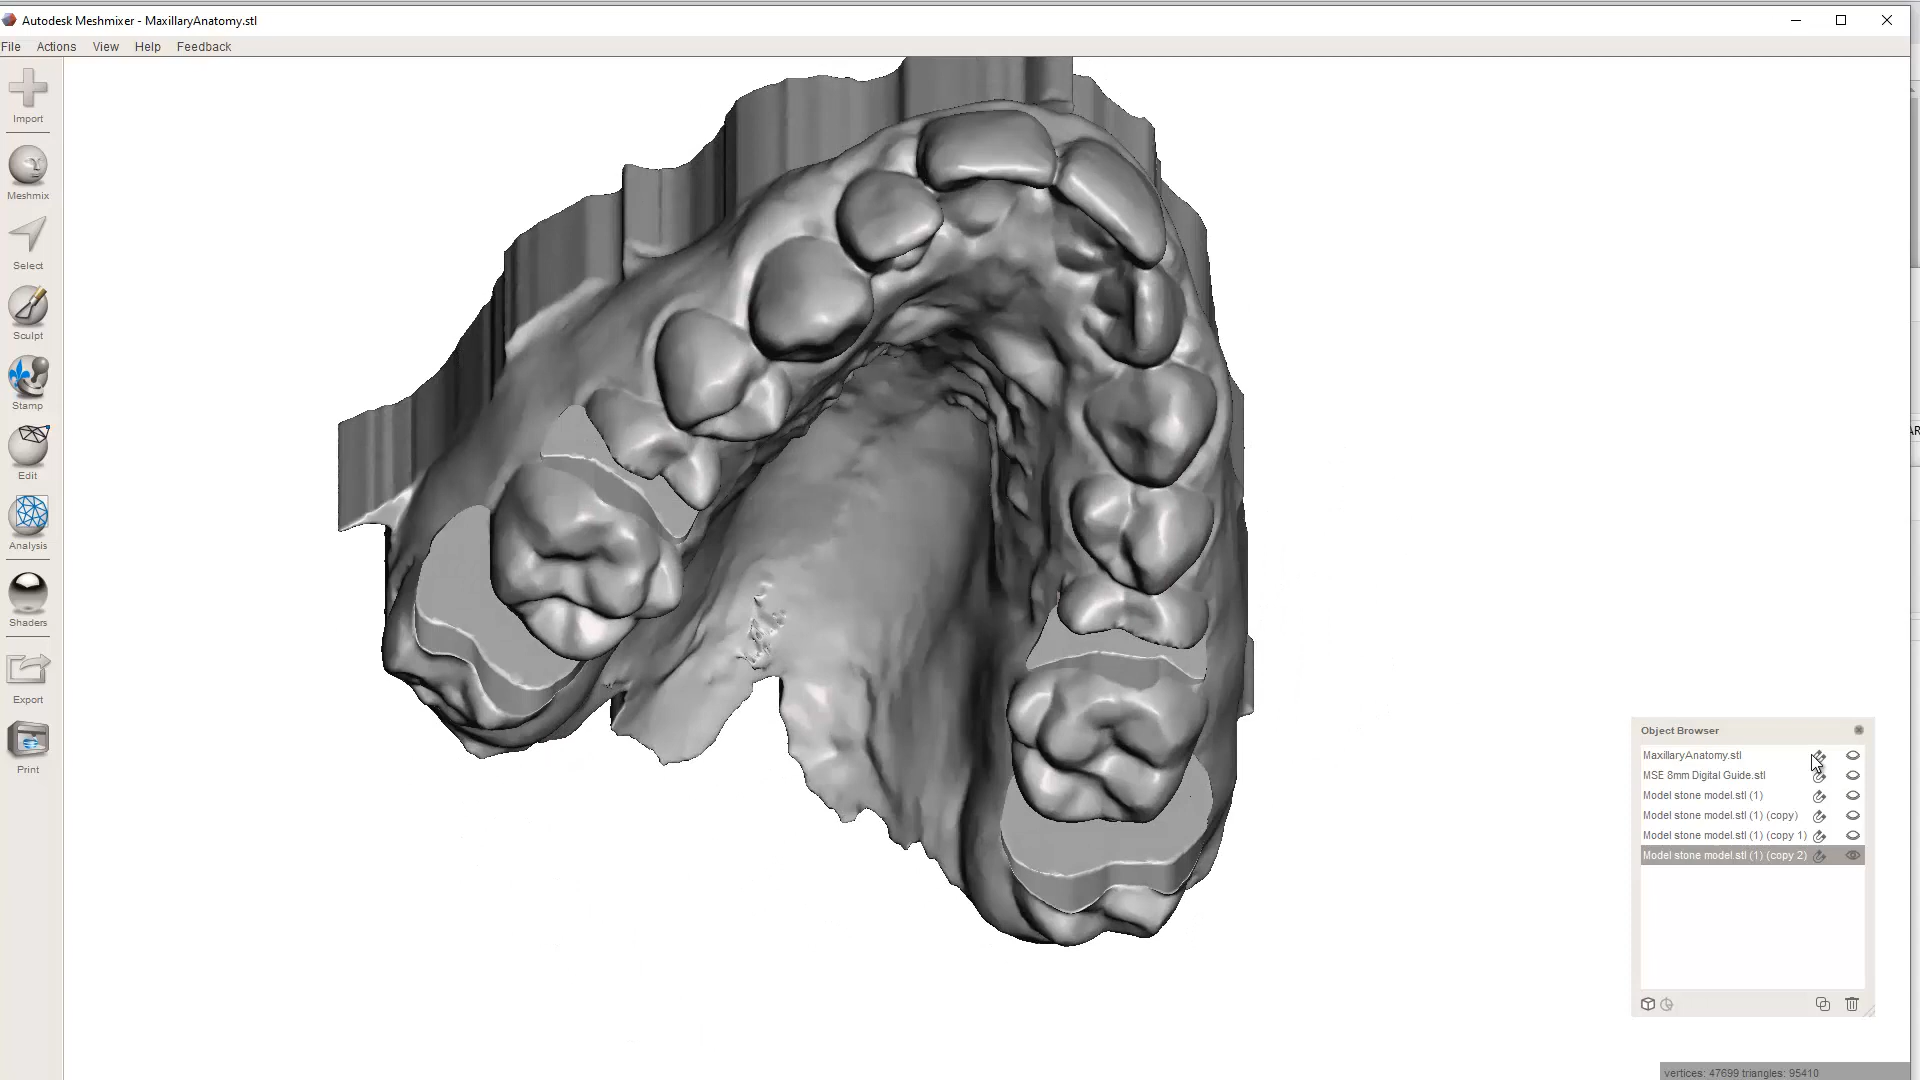 Autodesk Meshmixer - MaxillaryAnatomy.stl
File Actions View Help Feedback
Import
Meshmix
Select
Sculpt
Stamp
Edit
Analysis
Shaders
Export
Print
Object Browser
MaxillaryAnatomy.stl
MSE 8mm Digital Guide.stl
Model stone model.stl (1)
Model stone model.stl (1) (copy)
Model stone model.stl (1) (copy 1)
Model stone model.stl (1) (copy 2)
vertices: 47699 triangles: 95410